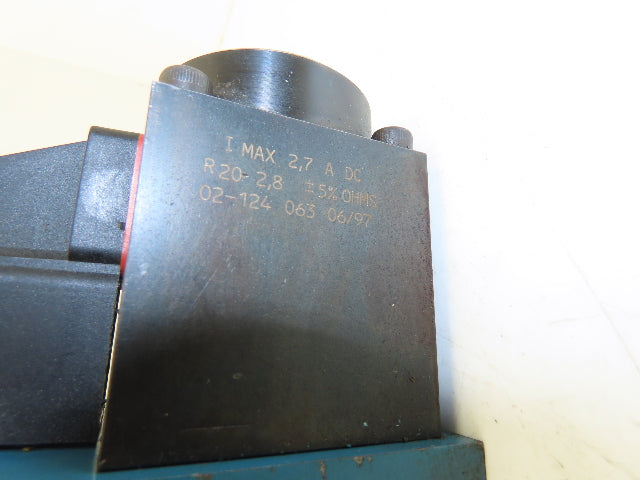 I MAX 2,7 A DC
R20-2,8 ±5% OHMS
02-124 063 06/97